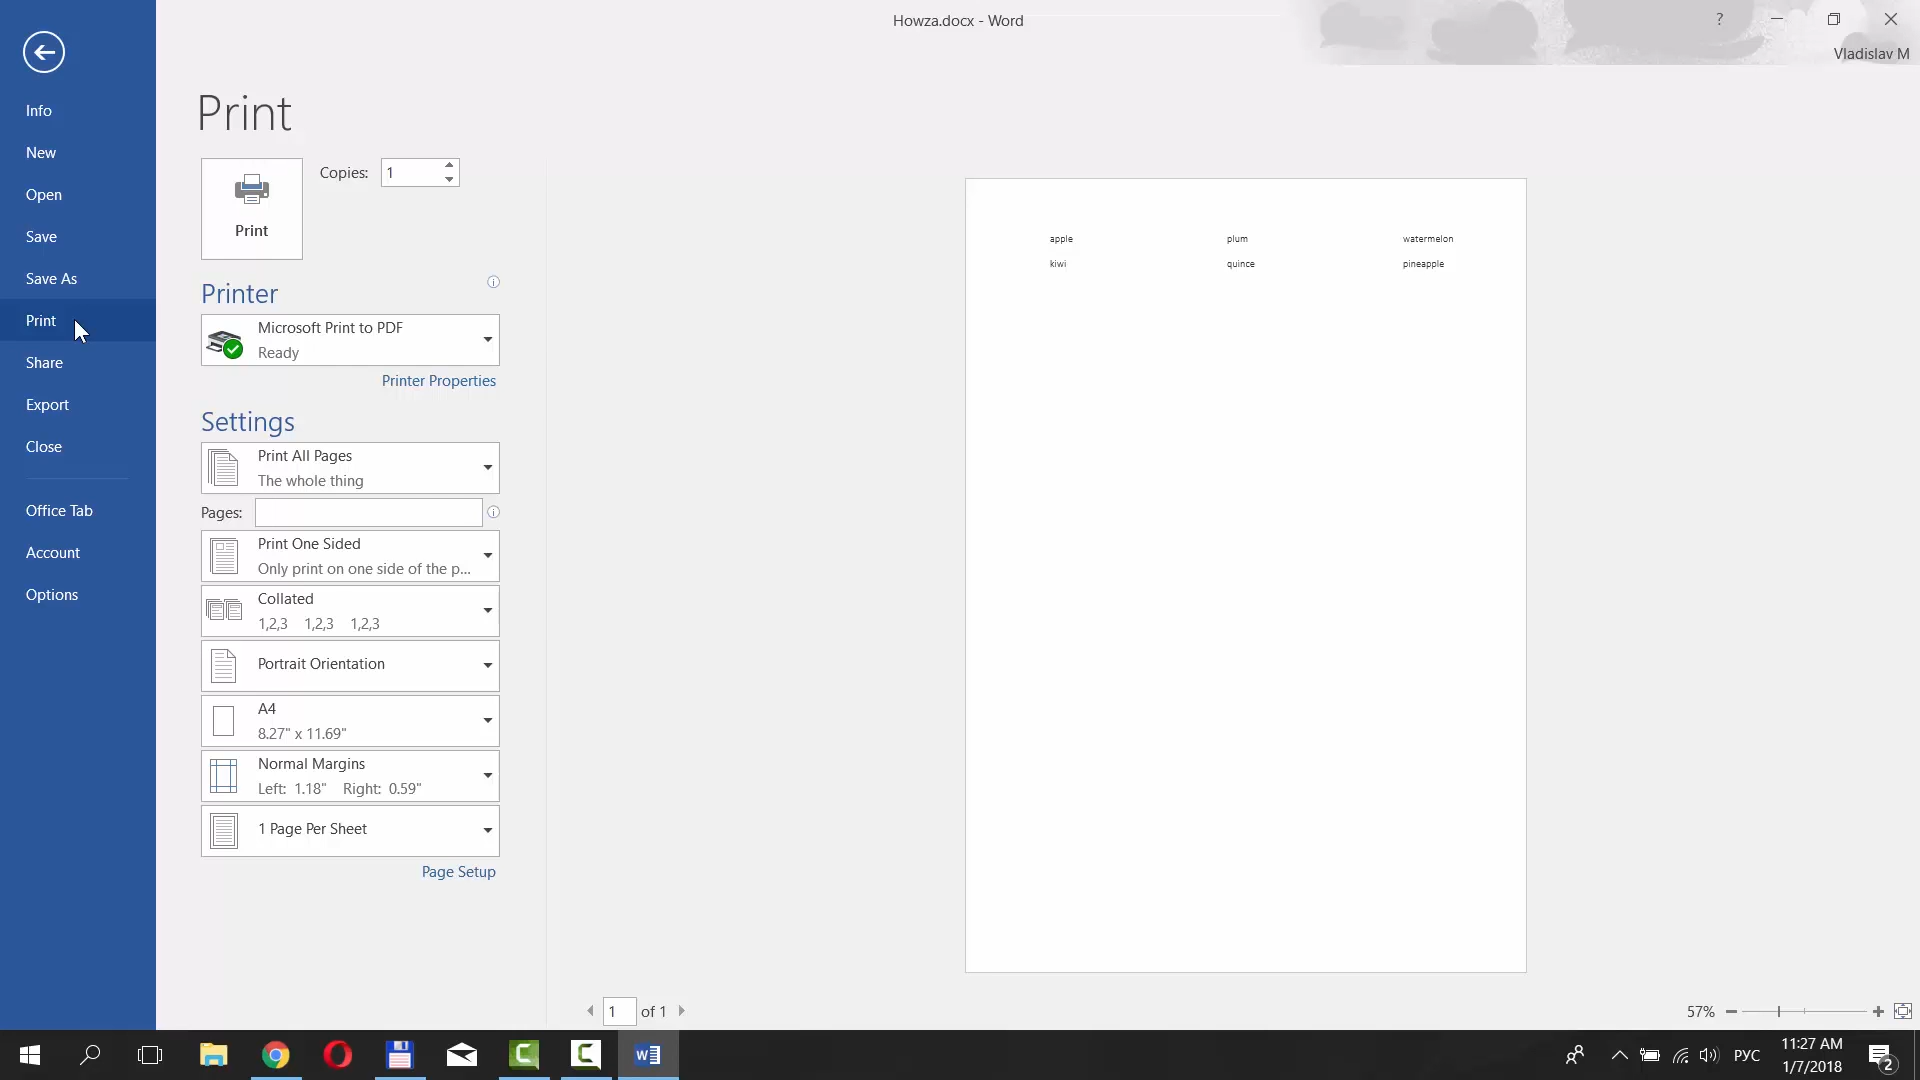 Howza.docx - Word
?
Vladislav M
Info
New
Open
Save
Save As
Print
Share
Export
Close
Office Tab
Account
Options
Print
Print
Copies: 1
Printer
Microsoft Print to PDF
Ready
Printer Properties
Settings
Print All Pages
The whole thing
Pages:
Print One Sided
Only print on one side of the p...
Collated
1,2,3 1,2,3 1,2,3
Portrait Orientation
A4
8.27" x 11.69"
Normal Margins
Left: 1.18" Right: 0.59"
1 Page Per Sheet
Page Setup
apple plum watermelon
kiwi quince pineapple
1 of 1
57%
РУС
11:27 AM
1/7/2018
2